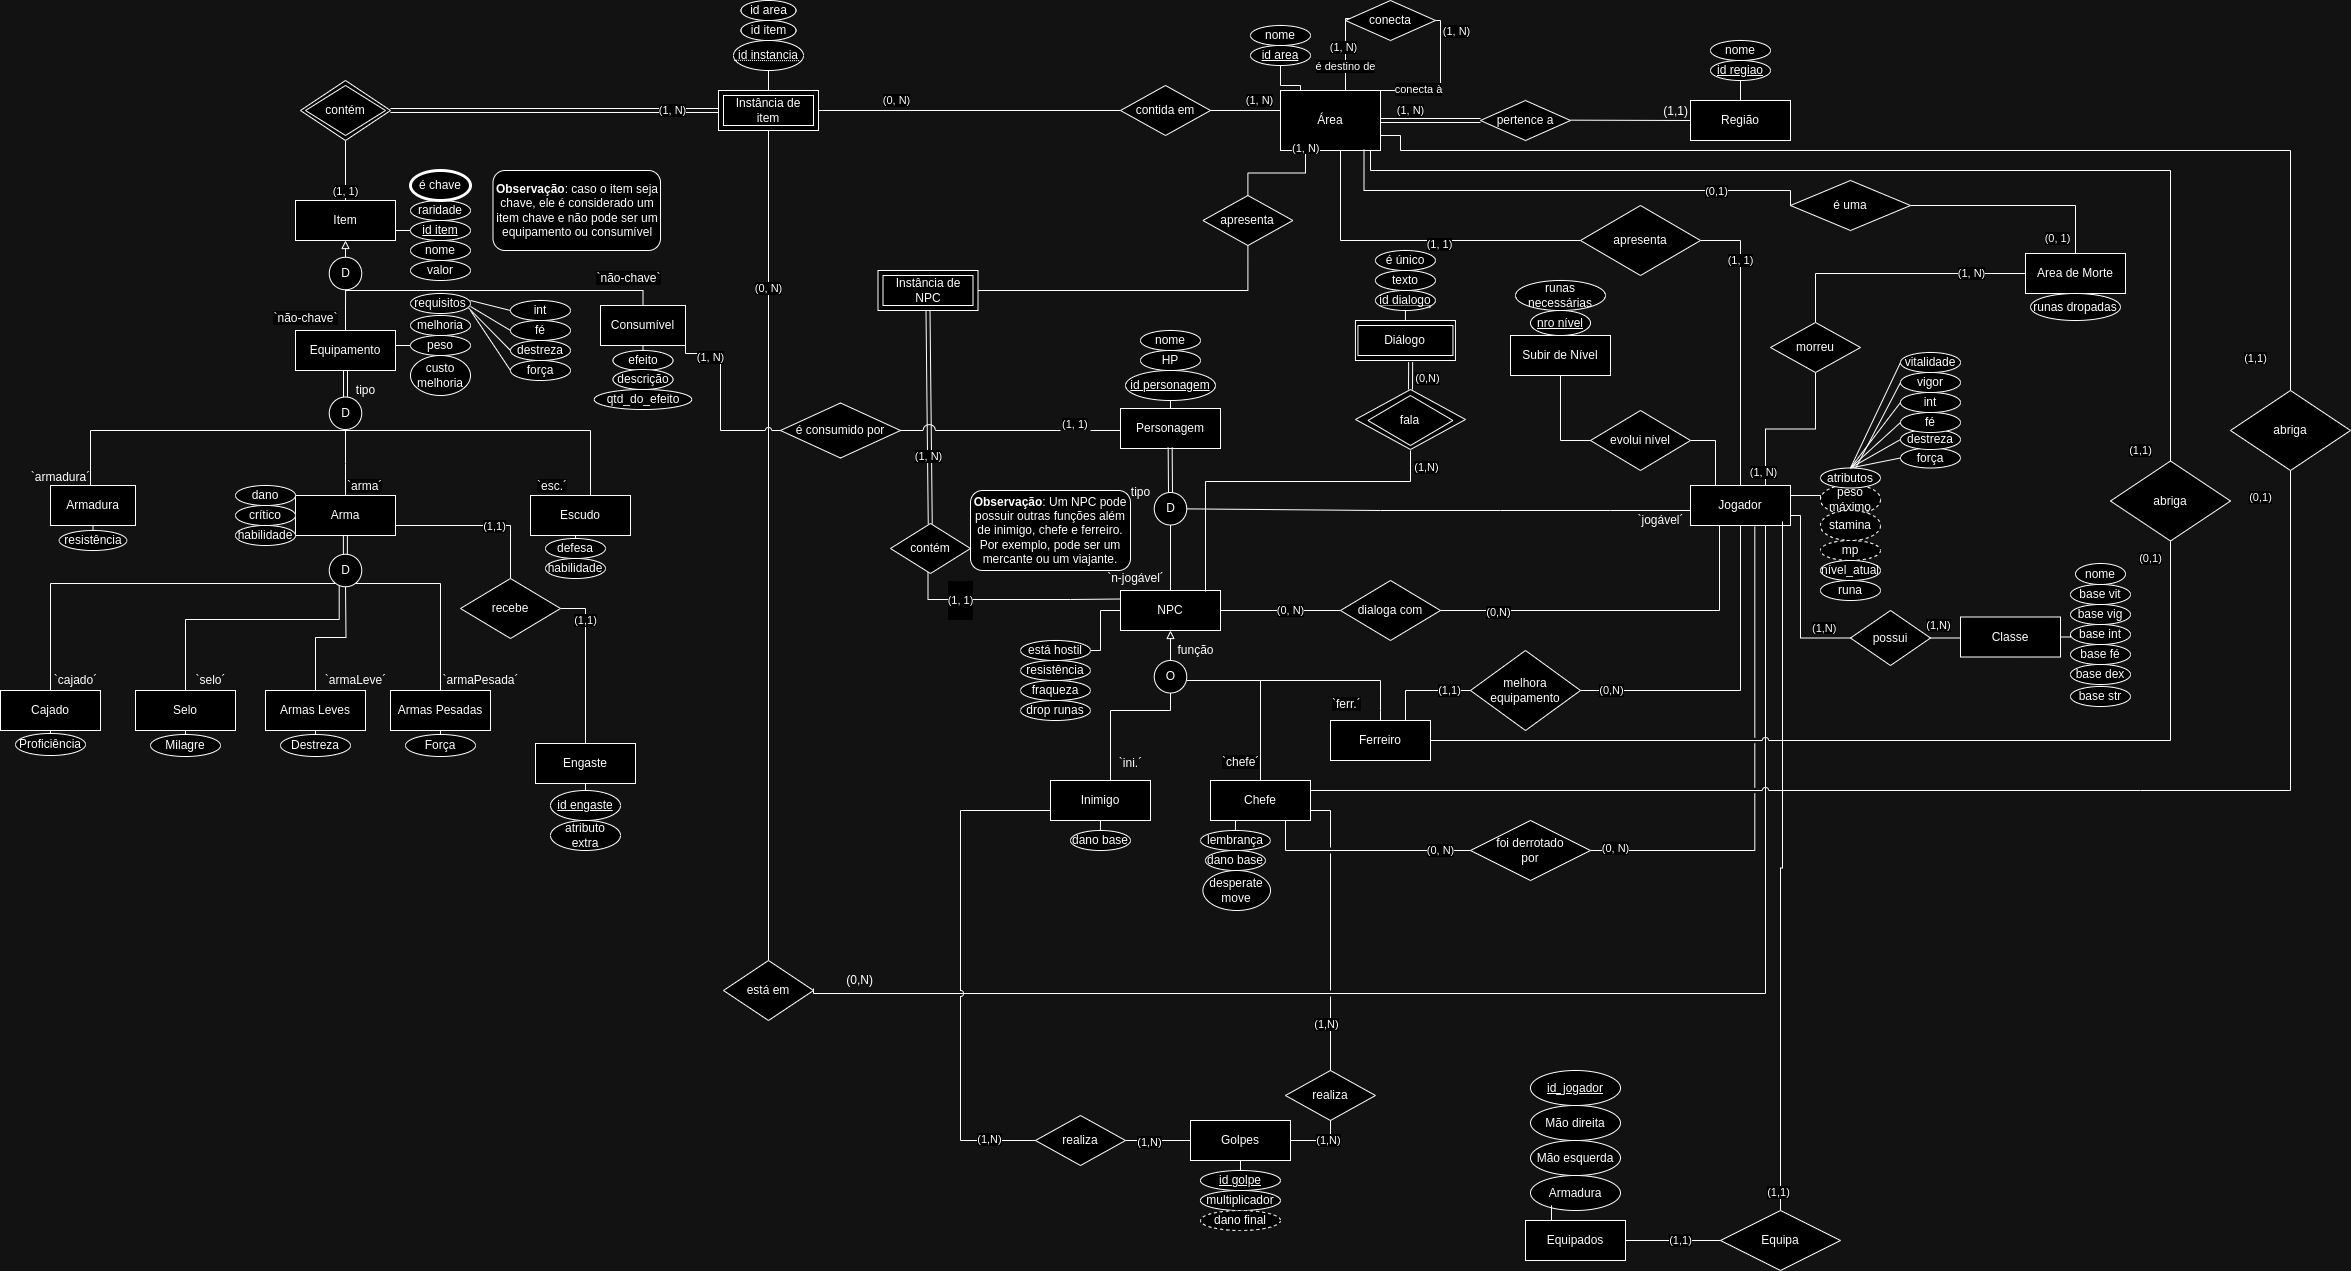 id area
id item
id instancia
Instância de
item
contém
(1, N)
(0, N)
contida em
(1, N)
nome
id area
conecta
(1, N)
(1, N)
é destino de
conecta à
Área
(1, N)
pertence a
(1,1)
nome
id regiao
Região
(1, N)
(1, 1)
Item
é chave
raridade
id item
nome
valor
Observação: caso o item seja
chave, ele é considerado um
item chave e não pode ser um
equipamento ou consumível
D
`não-chave`
`não-chave`
Equipamento
requisitos
melhoria
peso
custo
melhoria
int
fé
destreza
força
Consumível
efeito
descrição
qtd_do_efeito
(1, N)
tipo
D
`armadura´
Armadura
resistência
dano
crítico
habilidade
`arma´
Arma
(1,1)
`esc.´
Escudo
defesa
habilidade
D
recebe
(1,1)
`cajado´
Cajado
Proficiência
`selo´
Selo
Milagre
`armaLeve´
Armas Leves
Destreza
`armaPesada´
Armas Pesadas
Força
Engaste
id engaste
atributo
extra
(0, N)
apresenta
Instância de
NPC
é consumido por
(1, 1)
(1, N)
contém
(1, 1)
Observação: Um NPC pode
possuir outras funções além
de inimigo, chefe e ferreiro.
Por exemplo, pode ser um
mercante ou um viajante.
nome
HP
id personagem
Personagem
tipo
D
`n-jogável´
`jogável´
é único
texto
id dialogo
Diálogo
(0,N)
fala
(1,N)
(1, 1)
apresenta
(1, 1)
runas
necessárias
nro nível
Subir de Nível
evolui nível
(0,1)
é uma
(0, 1)
Area de Morte
runas dropadas
(1, N)
morreu
(1, N)
Jogador
vitalidade
vigor
int
fé
destreza
força
atributos
peso
máximo
stamina
mp
nível_atual
runa
(1,1)
abriga
(0,1)
(1,1)
abriga
(0,1)
(1,N)
possui
(1,N)
Classe
nome
base vit
base vig
base int
base fé
base dex
base str
NPC
(0, N)
dialoga com
(0,N)
está hostil
resistência
fraqueza
drop runas
função
O
`ferr.´
Ferreiro
(1,1)
melhora
equipamento
(0,N)
`ini.´
Inimigo
dano base
`chefe´
Chefe
lembrança
dano base
desperate
move
(0, N)
foi derrotado
por
(0, N)
está em
(0,N)
(1,N)
realiza
(1,N)
(1,N)
realiza
(1,N)
Golpes
id golpe
multiplicador
dano final
id_jogador
Mão direita
Mão esquerda
Armadura
Equipados
(1,1)
Equipa
(1,1)